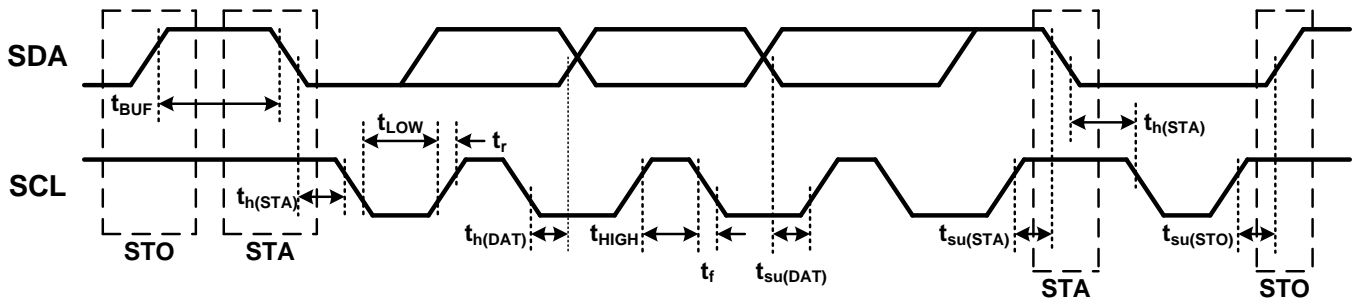 SDA
tBUF
tLOW
tr
th(STA)
SCL
th(STA)
th(DAT)
tHIGH
tf
tsu(DAT)
tsu(STA)
tsu(STO)
STO
STA
STA
STO